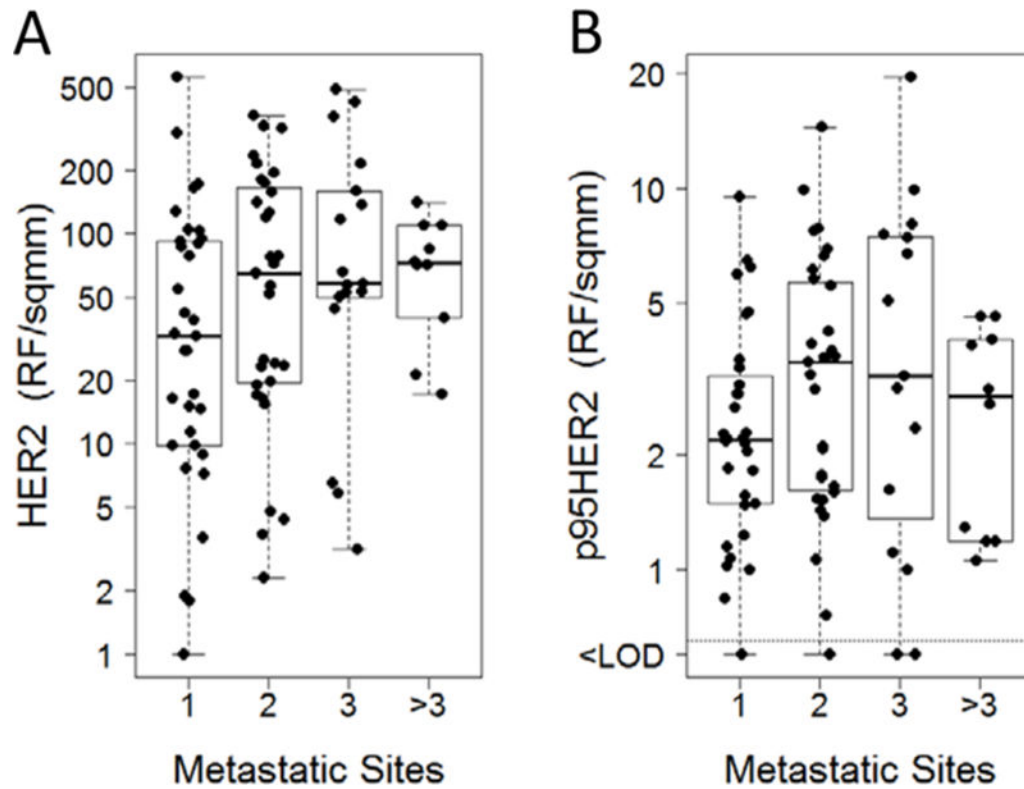 A
HER2 (RF/sqmm)
500
200
100
50
20
10
5
2
1
1 2 3 >3
Metastatic Sites
B
p95HER2 (RF/sqmm)
20
10
5
2
1
<LOD
1 2 3 >3
Metastatic Sites